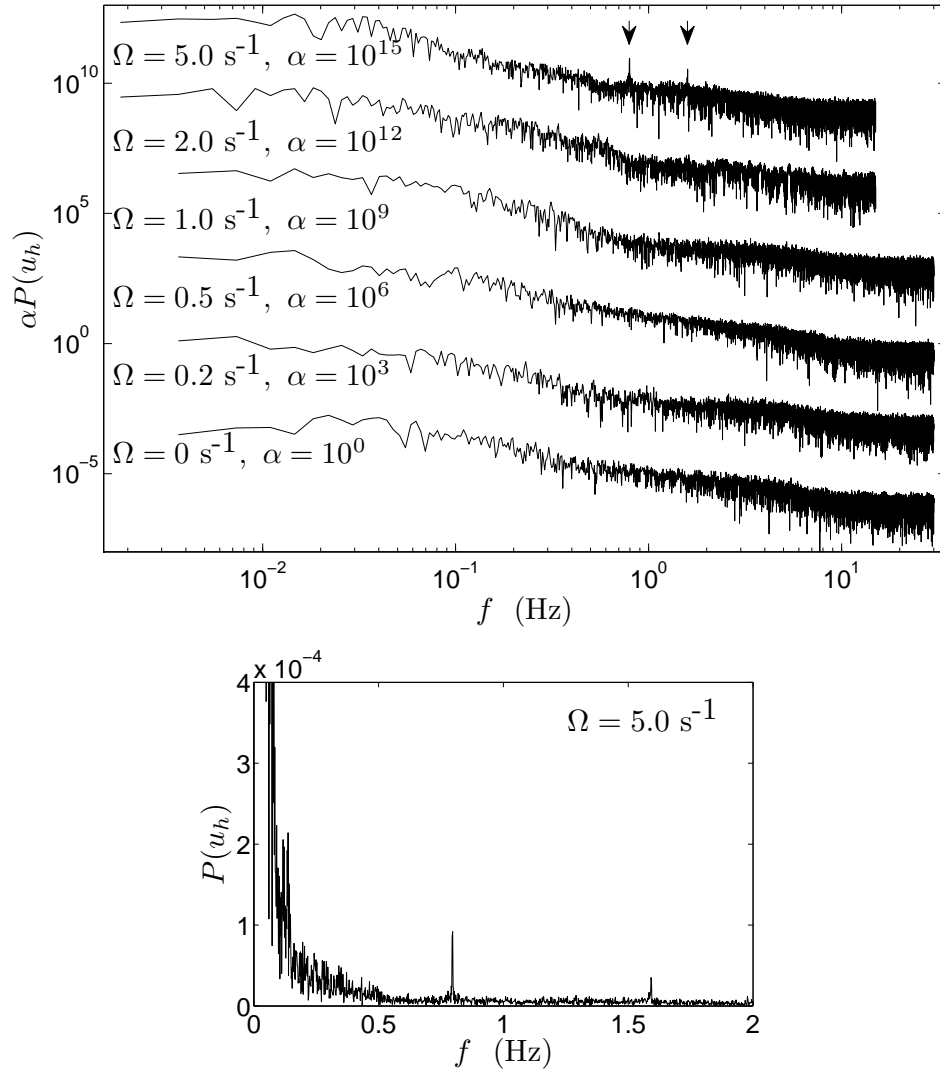 10¹⁰
10⁵
10⁰
10⁻⁵
αP(u_h)
Ω = 5.0 s⁻¹, α = 10¹⁵
Ω = 2.0 s⁻¹, α = 10¹²
Ω = 1.0 s⁻¹, α = 10⁹
Ω = 0.5 s⁻¹, α = 10⁶
Ω = 0.2 s⁻¹, α = 10³
Ω = 0 s⁻¹, α = 10⁰
10⁻² 10⁻¹ 10⁰ 10¹
f (Hz)
x 10⁻⁴
4
3
2
1
0
P(u_h)
Ω = 5.0 s⁻¹
0 0.5 1 1.5 2
f (Hz)